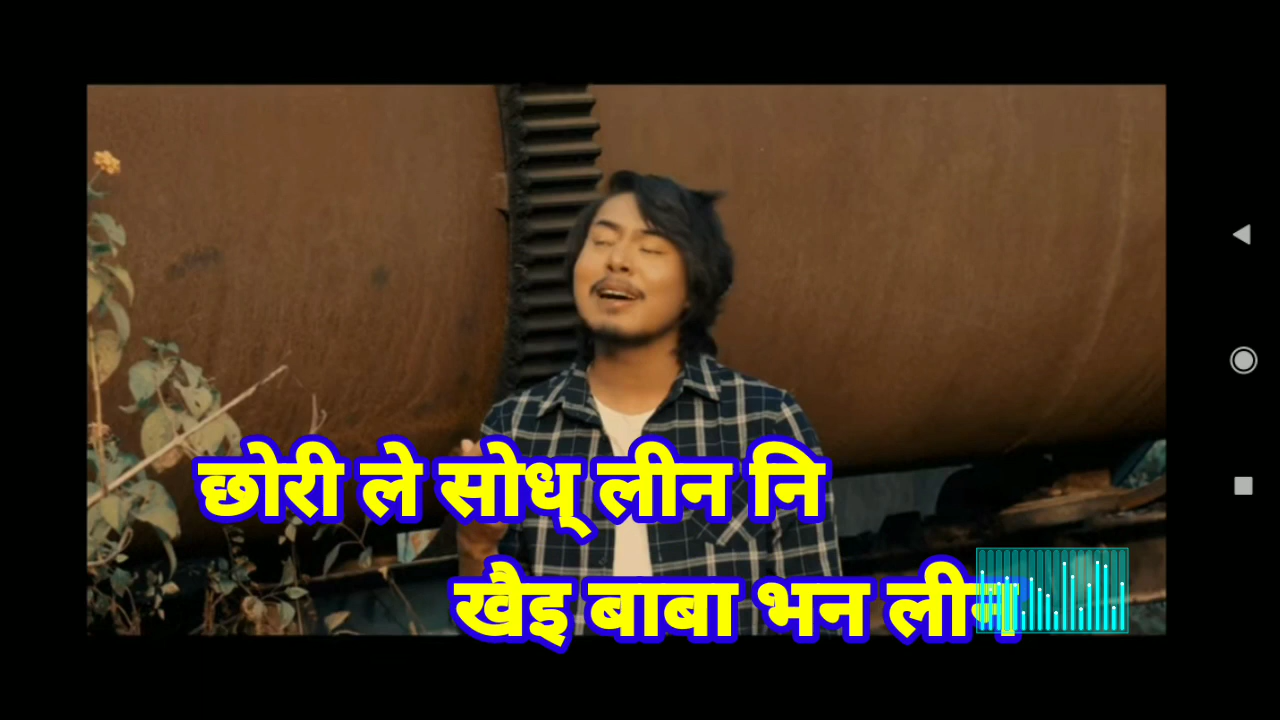 छोरी ले सोध् लीन नि
खैइ बाबा भन लीन